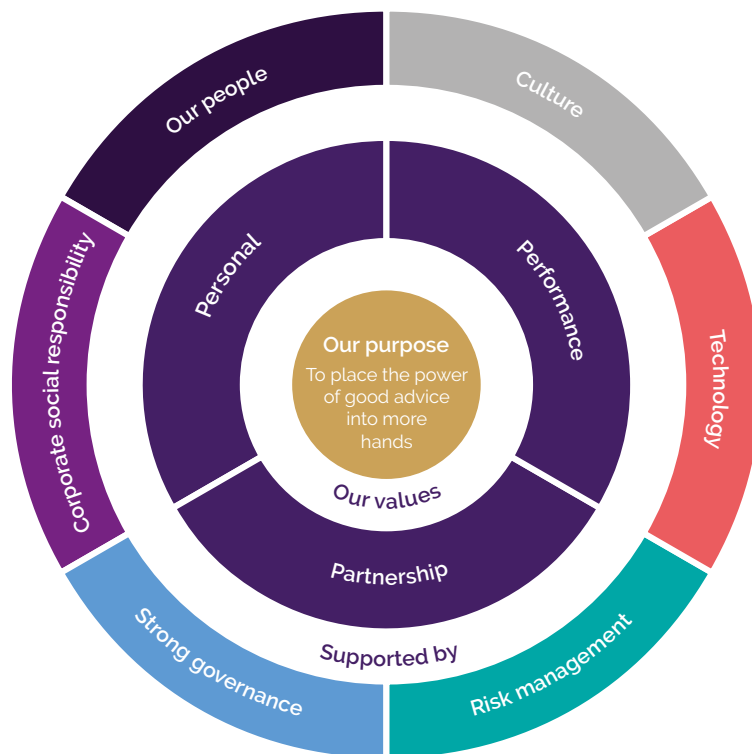 Our people
Culture
Personal
Performance
Corporate social responsibility
Technology
Our purpose
To place the power
of good advice
into more
hands
Our values
Partnership
Supported by
Strong governance
Risk management